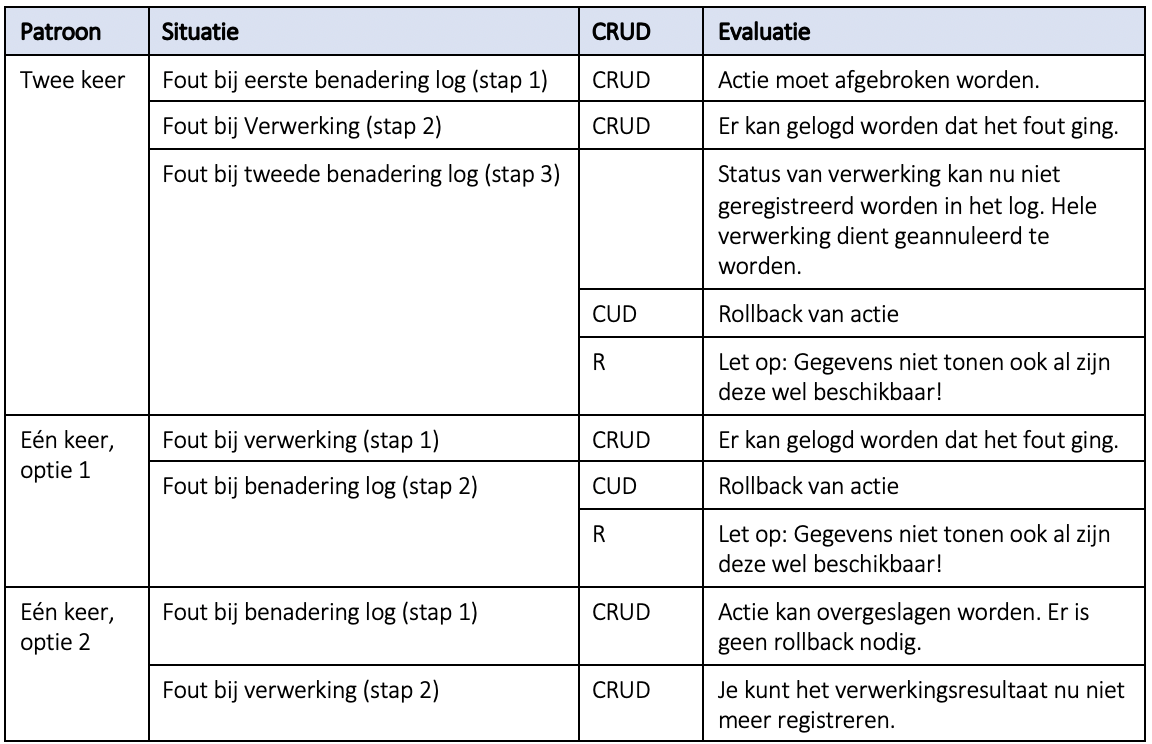 Patroon Situatie CRUD Evaluatie
Twee keer Fout bij eerste benadering log (stap 1) CRUD Actie moet afgebroken worden.
Fout bij Verwerking (stap 2) CRUD Er kan gelogd worden dat het fout ging.
Fout bij tweede benadering log (stap 3) Status van verwerking kan nu niet
geregistreerd worden in het log. Hele
verwerking dient geannuleerd te
worden.
CUD Rollback van actie
R Let op: Gegevens niet tonen ook al zijn
deze wel beschikbaar!
Eén keer, Fout bij verwerking (stap 1) CRUD Er kan gelogd worden dat het fout ging.
optie 1
Fout bij benadering log (stap 2) CUD Rollback van actie
R Let op: Gegevens niet tonen ook al zijn
deze wel beschikbaar!
Eén keer, Fout bij benadering log (stap 1) CRUD Actie kan overgeslagen worden. Er is
optie 2 geen rollback nodig.
Fout bij verwerking (stap 2) CRUD Je kunt het verwerkingsresultaat nu niet
meer registreren.